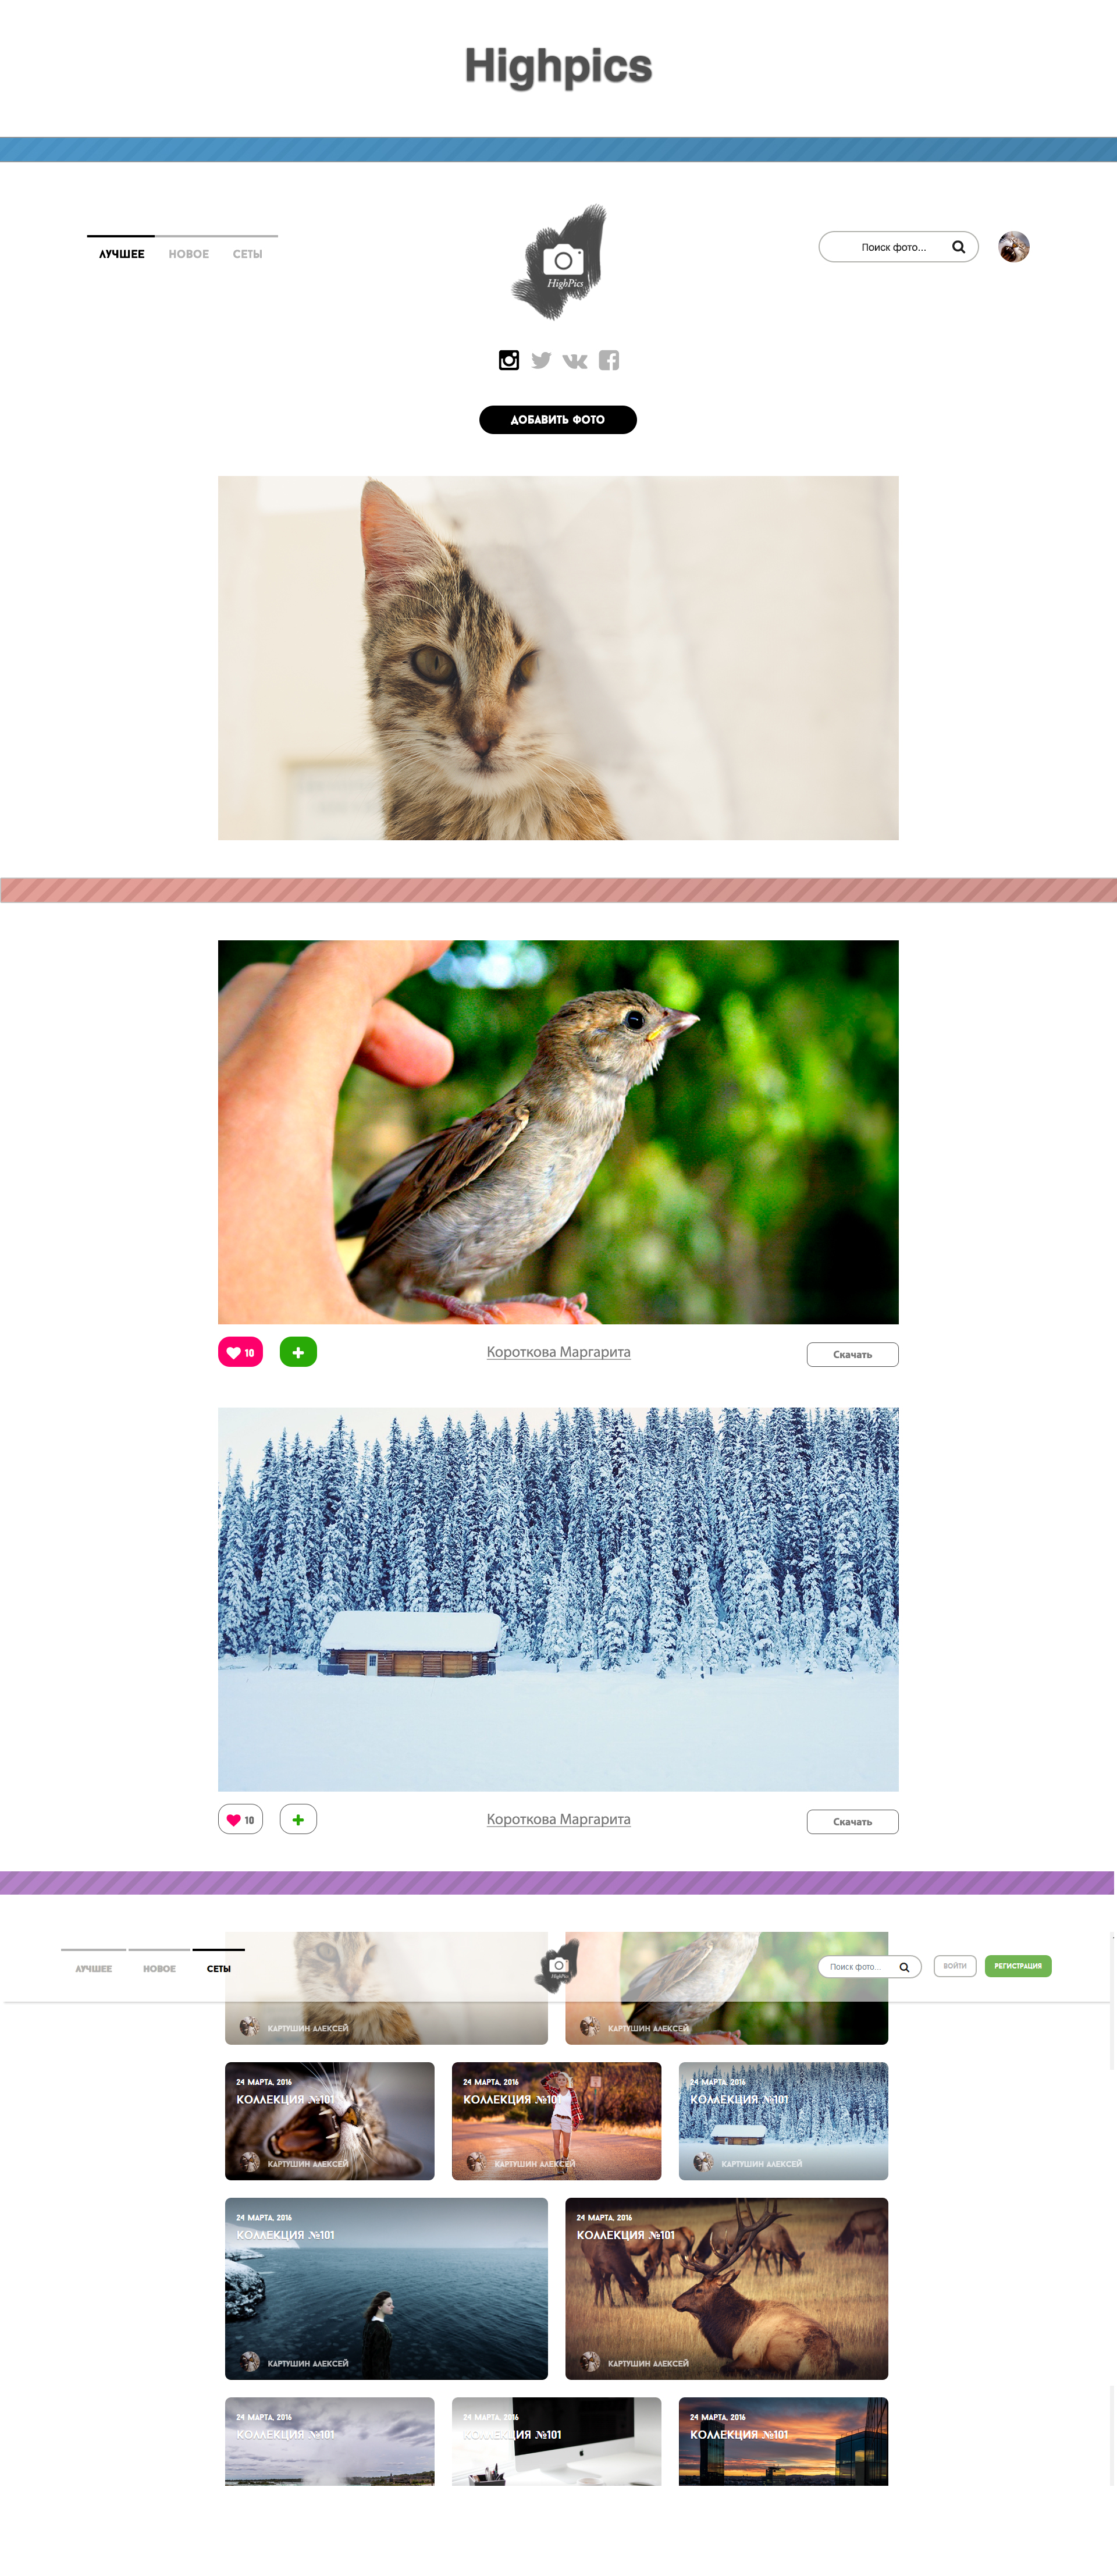 Highpics
ЛУЧШЕЕ НОВОЕ СЕТЫ
HighPics
Поиск фото...
ДОБАВИТЬ ФОТО
10
Короткова Маргарита
Скачать
10
Короткова Маргарита
Скачать
ЛУЧШЕЕ НОВОЕ СЕТЫ
HighPics
Поиск фото...
ВОЙТИ
РЕГИСТРАЦИЯ
КАРТУШИН АЛЕКСЕЙ
КАРТУШИН АЛЕКСЕЙ
24 МАРТА, 2016
КОЛЛЕКЦИЯ №101
КАРТУШИН АЛЕКСЕЙ
24 МАРТА, 2016
КОЛЛЕКЦИЯ №101
КАРТУШИН АЛЕКСЕЙ
24 МАРТА, 2016
КОЛЛЕКЦИЯ №101
КАРТУШИН АЛЕКСЕЙ
24 МАРТА, 2016
КОЛЛЕКЦИЯ №101
КАРТУШИН АЛЕКСЕЙ
24 МАРТА, 2016
КОЛЛЕКЦИЯ №101
КАРТУШИН АЛЕКСЕЙ
24 МАРТА, 2016
КОЛЛЕКЦИЯ №101
24 МАРТА, 2016
КОЛЛЕКЦИЯ №101
24 МАРТА, 2016
КОЛЛЕКЦИЯ №101